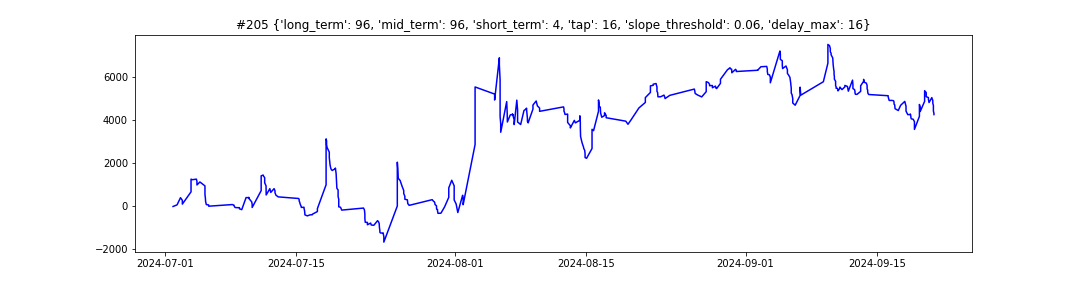 #205 {'long_term': 96, 'mid_term': 96, 'short_term': 4, 'tap': 16, 'slope_threshold': 0.06, 'delay_max': 16}
6000
4000
2000
0
−2000
2024-07-01 2024-07-15 2024-08-01 2024-08-15 2024-09-01 2024-09-15